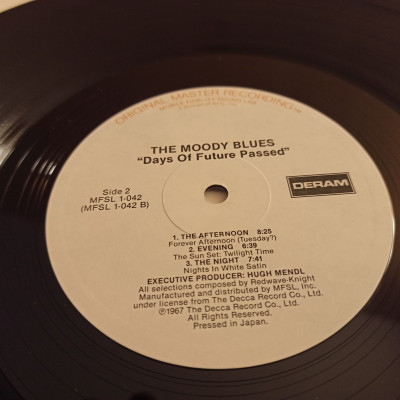 ORIGINAL MASTER RECORDING
MOBILE FIDELITY SOUND LAB
THE MOODY BLUES
"Days Of Future Passed"
DERAM
Side 2
MFSL 1-042
(MFSL 1-042 B)
1. THE AFTERNOON 8:25
Forever Afternoon (Tuesday?)
2. EVENING 6:39
The Sun Set: Twilight Time
3. THE NIGHT 7:41
Nights In White Satin
EXECUTIVE PRODUCER: HUGH MENDL
All selections composed by Redwave-Knight
Manufactured and distributed by MFSL, Inc.
under license from The Decca Record Co., Ltd.
℗1967 The Decca Record Co., Ltd.
All Rights Reserved.
Pressed in Japan.